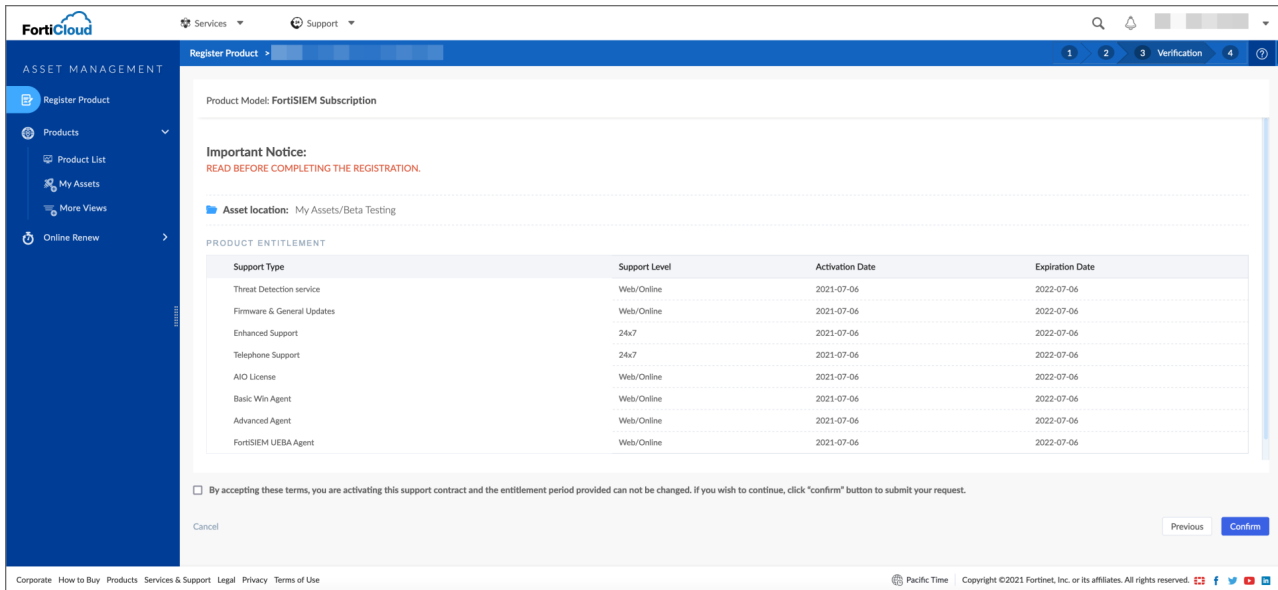 FortiCloud
Services
Support
ASSET MANAGEMENT
Register Product >
1 2 3 Verification 4
Register Product
Products
Product List
My Assets
More Views
Online Renew
Product Model: FortiSIEM Subscription
Important Notice:
READ BEFORE COMPLETING THE REGISTRATION.
Asset location: My Assets/Beta Testing
PRODUCT ENTITLEMENT
Support Type Support Level Activation Date Expiration Date
Threat Detection service Web/Online 2021-07-06 2022-07-06
Firmware & General Updates Web/Online 2021-07-06 2022-07-06
Enhanced Support 24x7 2021-07-06 2022-07-06
Telephone Support 24x7 2021-07-06 2022-07-06
AIO License Web/Online 2021-07-06 2022-07-06
Basic Win Agent Web/Online 2021-07-06 2022-07-06
Advanced Agent Web/Online 2021-07-06 2022-07-06
FortiSIEM UEBA Agent Web/Online 2021-07-06 2022-07-06
By accepting these terms, you are activating this support contract and the entitlement period provided can not be changed. if you wish to continue, click "confirm" button to submit your request.
Cancel
Previous
Confirm
Corporate How to Buy Products Services & Support Legal Privacy Terms of Use
Pacific Time Copyright ©2021 Fortinet, Inc. or its affiliates. All rights reserved.